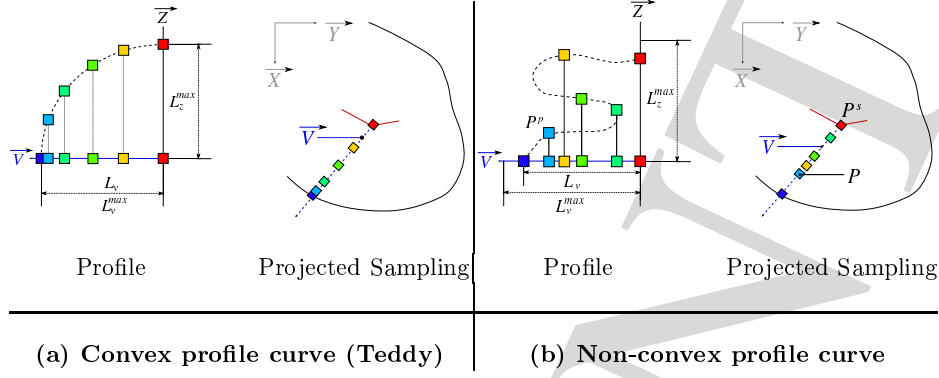 Z
Y
X
L_z^max
V
V
L_v
L_v^max
Profile
Projected Sampling
(a) Convex profile curve (Teddy)
Z
Y
X
P^s
L_z^max
P^p
V
V
P
L_v
L_v^max
Profile
Projected Sampling
(b) Non-convex profile curve